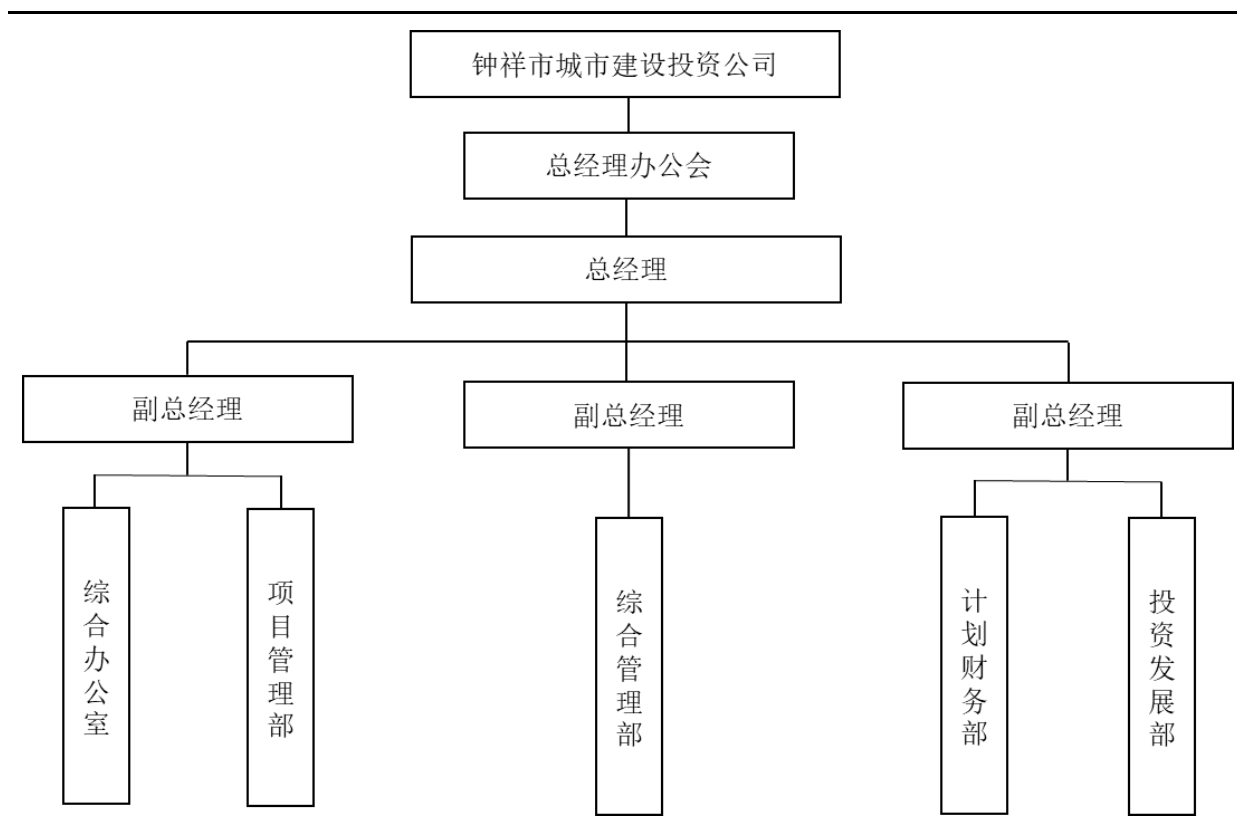 钟祥市城市建设投资公司
总经理办公会
总经理
副总经理
副总经理
副总经理
综合办公室
项目管理部
综合管理部
计划财务部
投资发展部